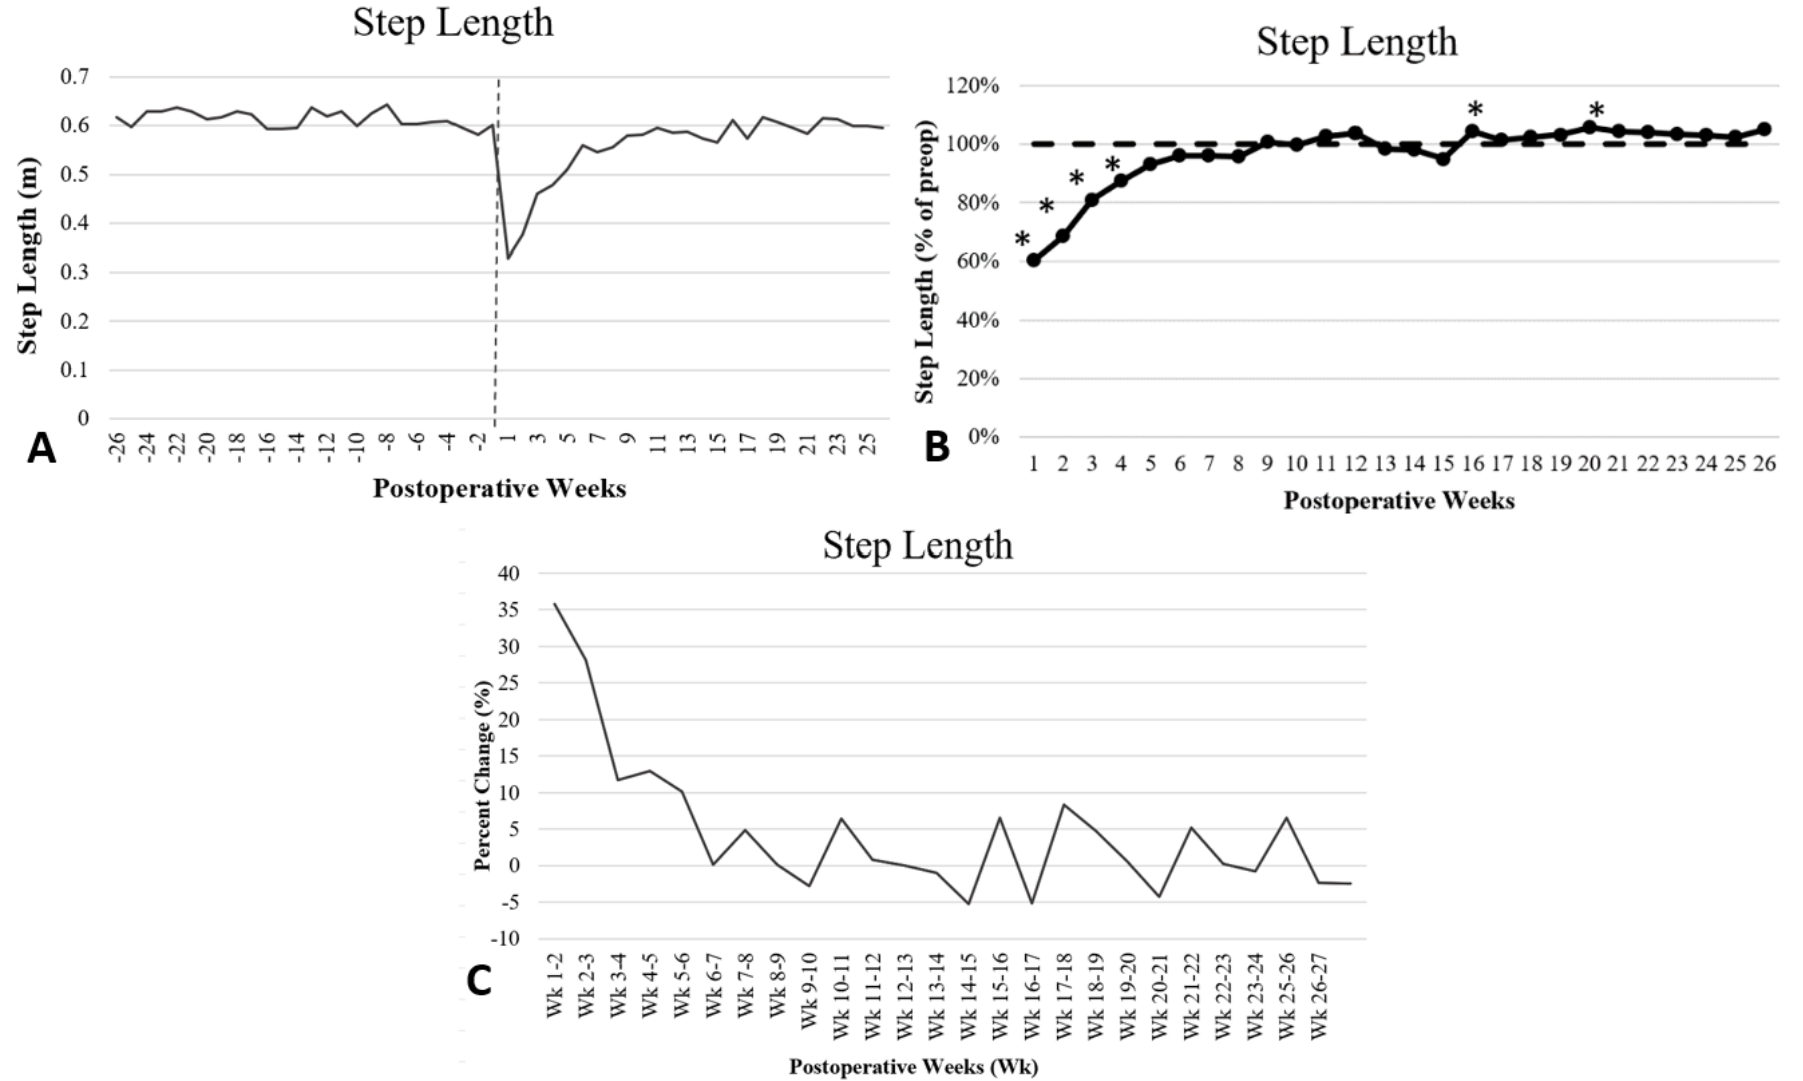 Step Length
0.7
0.6
0.5
0.4
0.3
0.2
0.1
0
Step Length (m)
-26 -24 -22 -20 -18 -16 -14 -12 -10 -8 -6 -4 -2 1 3 5 7 9 11 13 15 17 19 21 23 25
Postoperative Weeks
A
Step Length
120%
100%
80%
60%
40%
20%
0%
Step Length (% of preop)
* * * * * *
1 2 3 4 5 6 7 8 9 10 11 12 13 14 15 16 17 18 19 20 21 22 23 24 25 26
Postoperative Weeks
B
Step Length
40
35
30
25
20
15
10
5
0
-5
-10
Percent Change (%)
Wk 1-2
Wk 2-3
Wk 3-4
Wk 4-5
Wk 5-6
Wk 6-7
Wk 7-8
Wk 8-9
Wk 9-10
Wk 10-11
Wk 11-12
Wk 12-13
Wk 13-14
Wk 14-15
Wk 15-16
Wk 16-17
Wk 17-18
Wk 18-19
Wk 19-20
Wk 20-21
Wk 21-22
Wk 22-23
Wk 23-24
Wk 25-26
Wk 26-27
Postoperative Weeks (Wk)
C